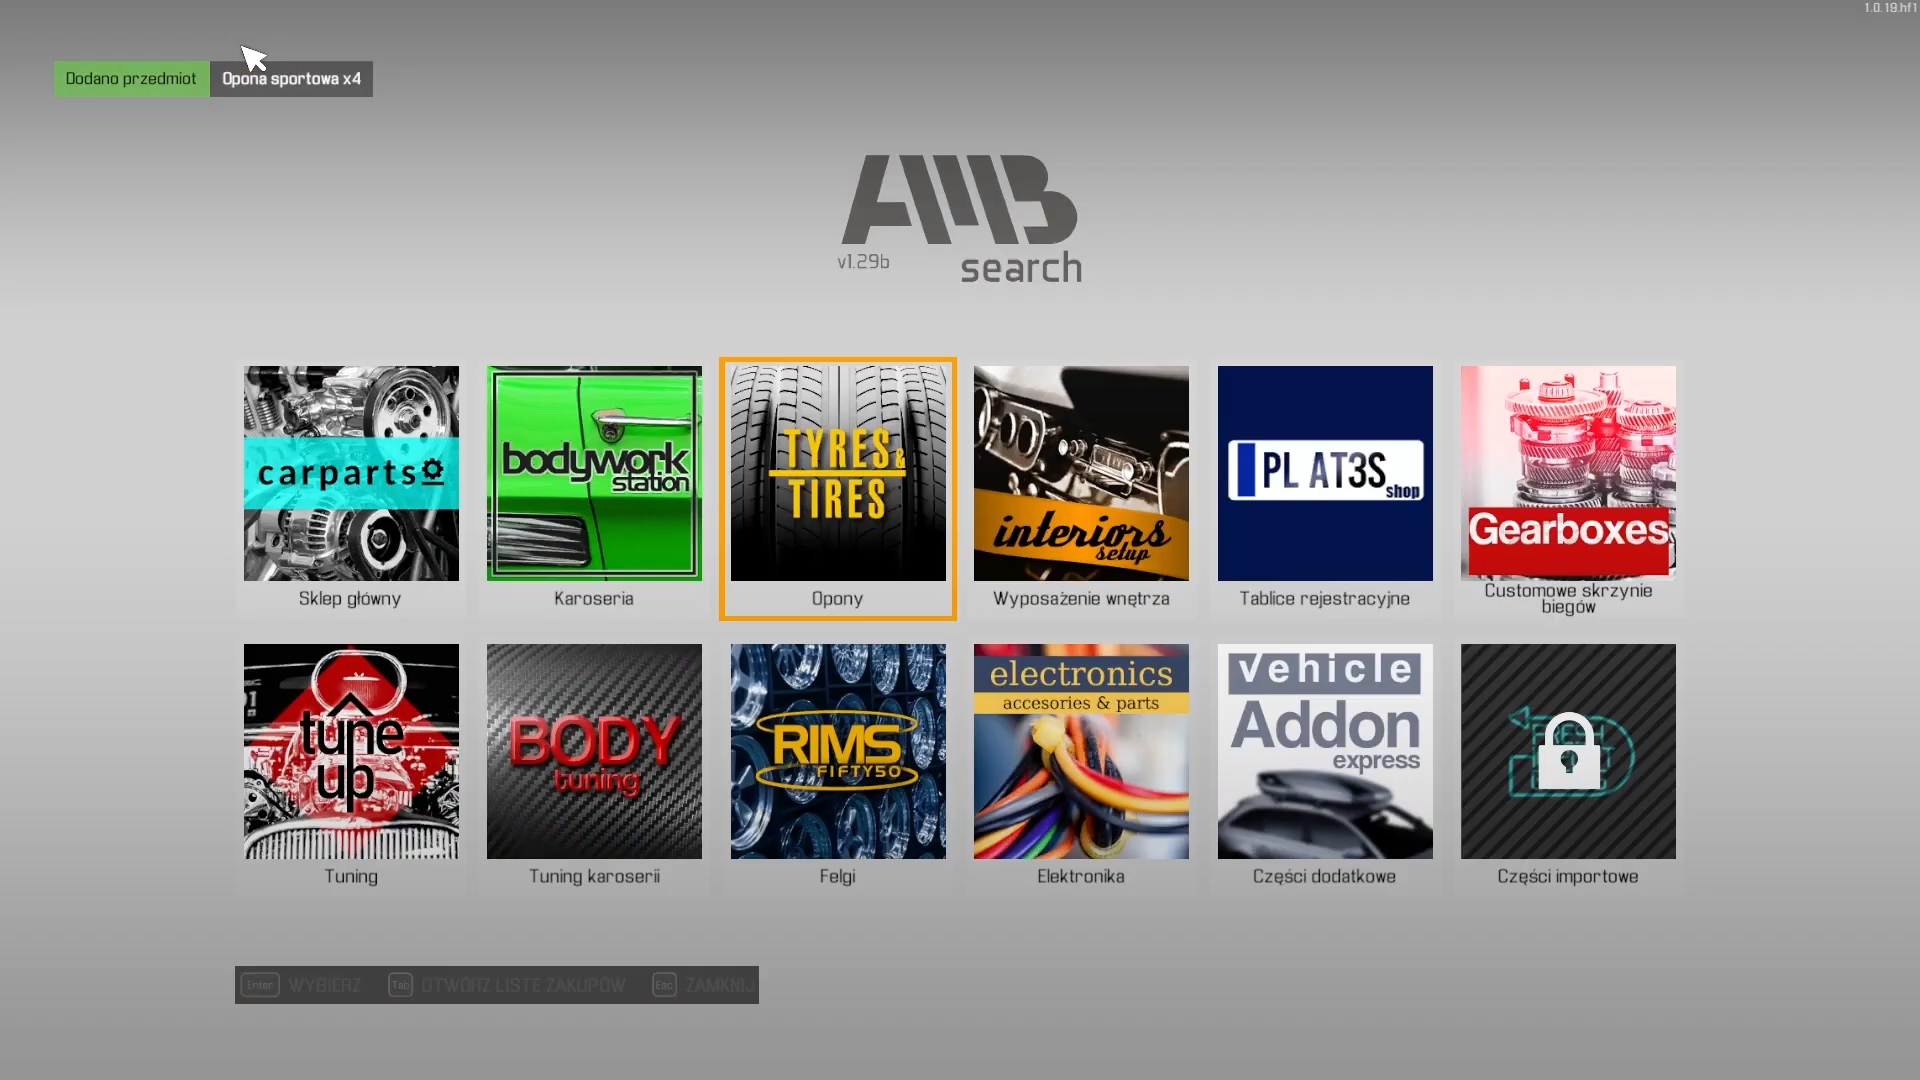 1.0.19.hf1
Dodano przedmiot Opona sportowa x4
AMB
v1.29b
search
carparts
bodywork
station
TYRES &
TIRES
interiors
setup
PL AT3S
shop
Gearboxes
Sklep główny
Karoseria
Opony
Wyposażenie wnętrza
Tablice rejestracyjne
Customowe skrzynie
biegów
tune
up
BODY
tuning
RIMS
FIFTY50
electronics
accesories & parts
vehicle
Addon
express
Tuning
Tuning karoserii
Felgi
Elektronika
Części dodatkowe
Części importowe
Enter WYBIERZ Tab OTWÓRZ LISTE ZAKUPÓW Esc ZAMKNIJ